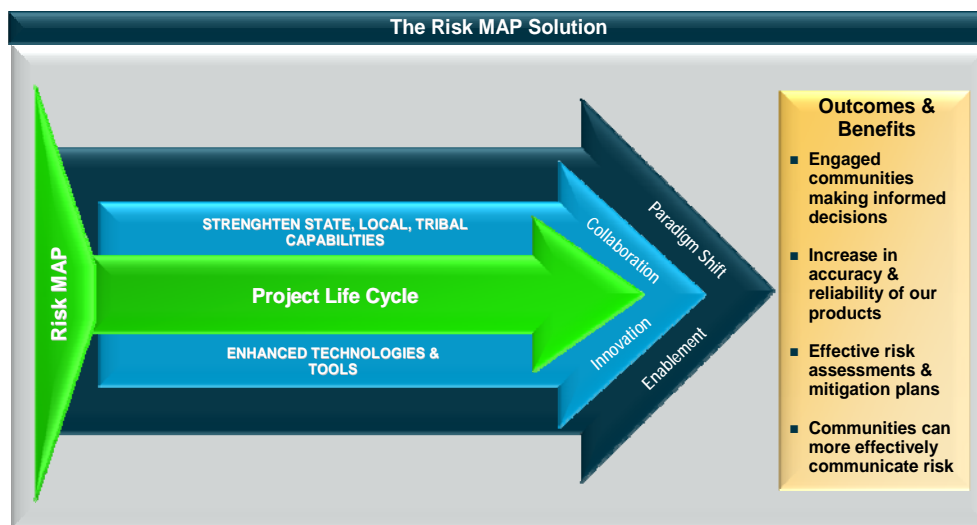 The Risk MAP Solution
Risk MAP
STRENGHTEN STATE, LOCAL, TRIBAL
CAPABILITIES
Project Life Cycle
ENHANCED TECHNOLOGIES &
TOOLS
Collaboration
Innovation
Paradigm Shift
Enablement
Outcomes &
Benefits
▪ Engaged
communities
making informed
decisions
▪ Increase in
accuracy &
reliability of our
products
▪ Effective risk
assessments &
mitigation plans
▪ Communities can
more effectively
communicate risk